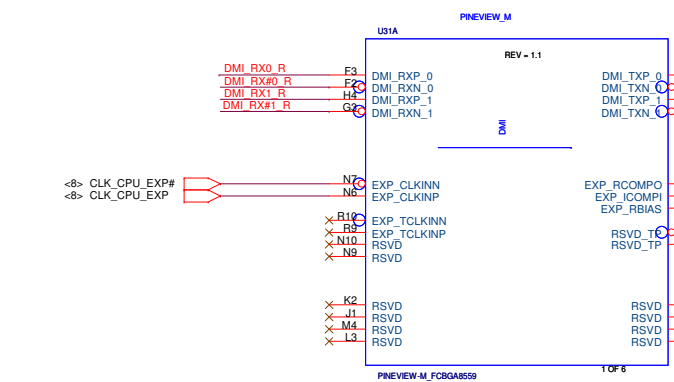 PINEVIEW_M
U31A
REV = 1.1
DMI_RX0_R F3 DMI_RXP_0 DMI_TXP_0
DMI_RX#0_R F2 DMI_RXN_0 DMI_TXN_0
DMI_RX1_R H4 DMI_RXP_1 DMI_TXP_1
DMI_RX#1_R G3 DMI_RXN_1 DMI_TXN_1
DMI
<8> CLK_CPU_EXP# N7 EXP_CLKINN EXP_RCOMPO
<8> CLK_CPU_EXP N6 EXP_CLKINP EXP_ICOMPI
EXP_RBIAS
R10 EXP_TCLKINN
R9 EXP_TCLKINP RSVD_TP
N10 RSVD RSVD_TP
N9 RSVD
K2 RSVD RSVD
J1 RSVD RSVD
M4 RSVD RSVD
L3 RSVD RSVD
1 OF 6
PINEVIEW-M_FCBGA8559